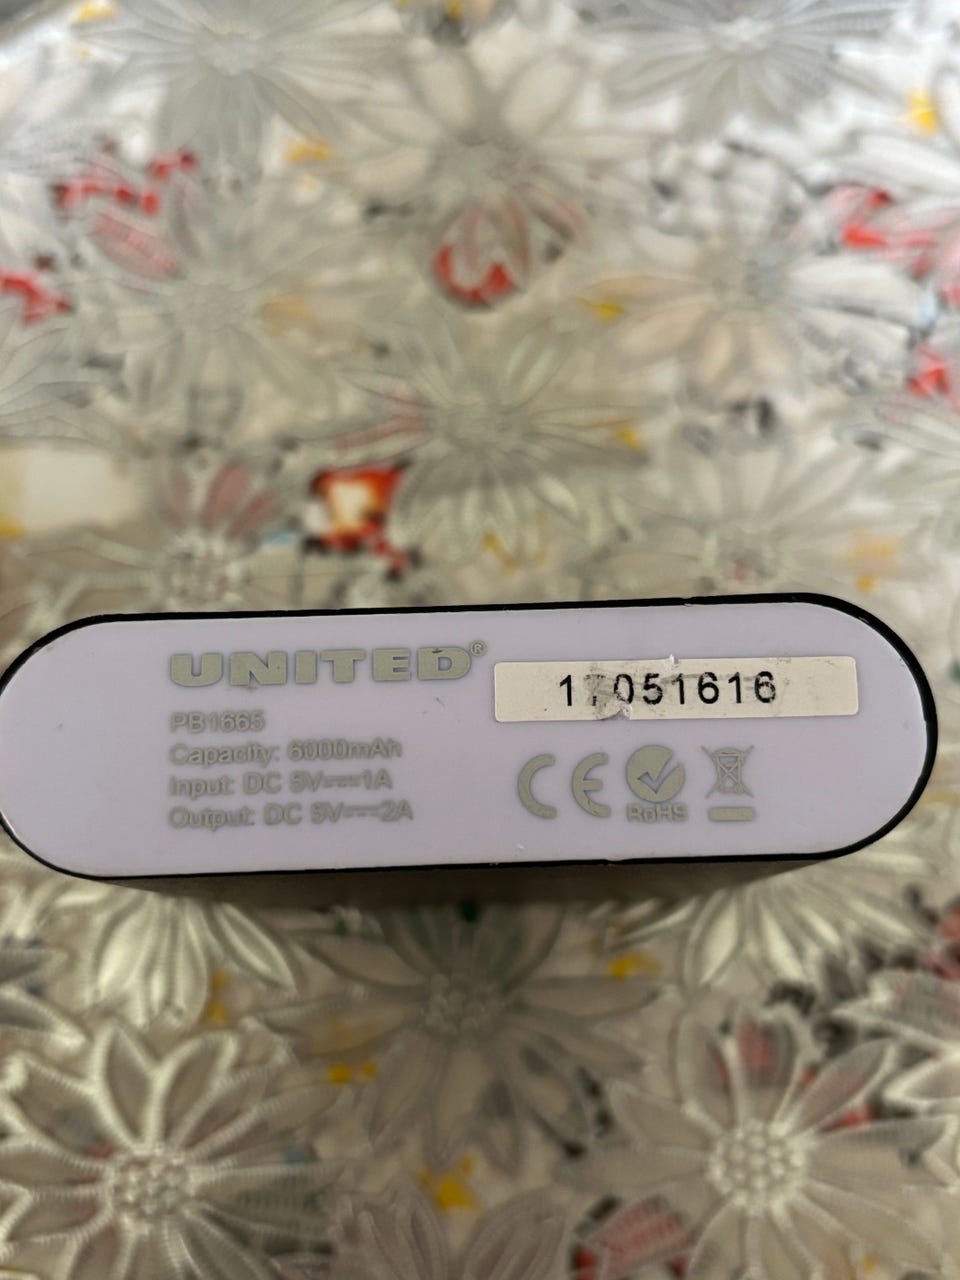 UNITED®
PB1665
Capacity: 6000mAh
Input: DC 5V⎓1A
Output: DC 5V⎓2A
17051616
CE
RoHS